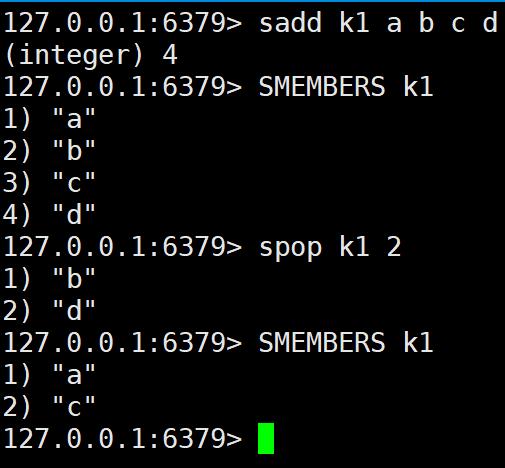 127.0.0.1:6379> sadd k1 a b c d
(integer) 4
127.0.0.1:6379> SMEMBERS k1
1) "a"
2) "b"
3) "c"
4) "d"
127.0.0.1:6379> spop k1 2
1) "b"
2) "d"
127.0.0.1:6379> SMEMBERS k1
1) "a"
2) "c"
127.0.0.1:6379>